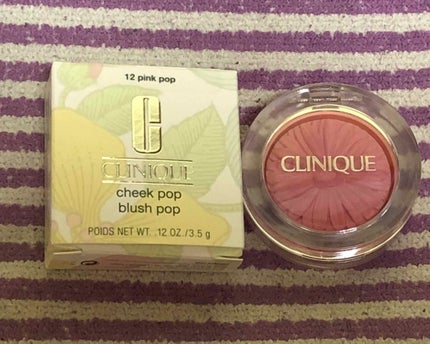 12 pink pop
C
CLINIQUE
cheek pop
blush pop
POIDS NET WT. .12 OZ./3.5 g
CLINIQUE